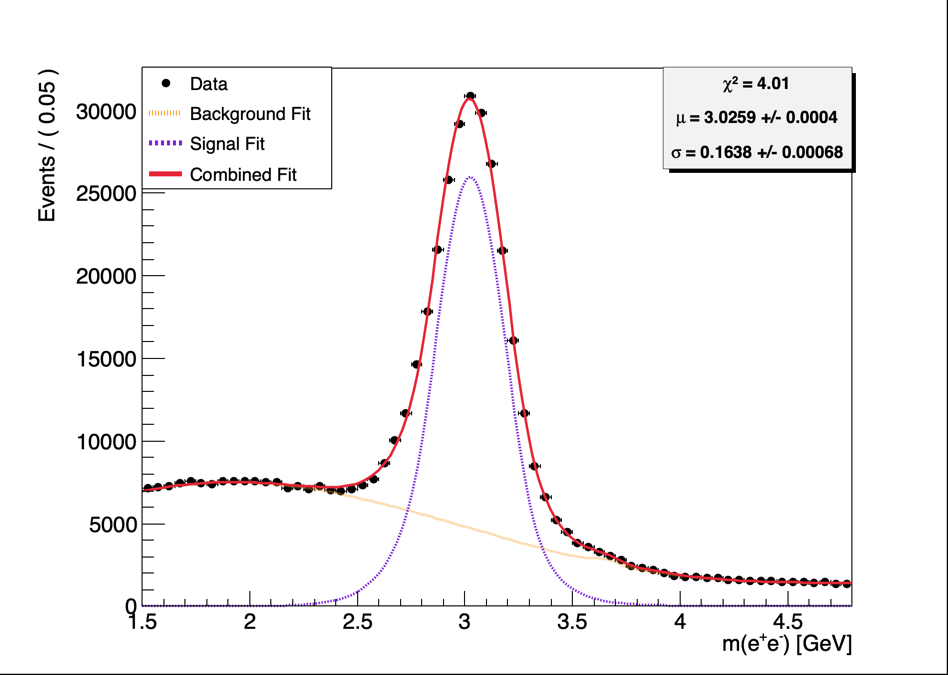 Events / ( 0.05 )
30000
25000
20000
15000
10000
5000
0
Data
Background Fit
Signal Fit
Combined Fit
χ² = 4.01
μ = 3.0259 +/- 0.0004
σ = 0.1638 +/- 0.00068
1.5 2 2.5 3 3.5 4 4.5
m(e⁺e⁻) [GeV]